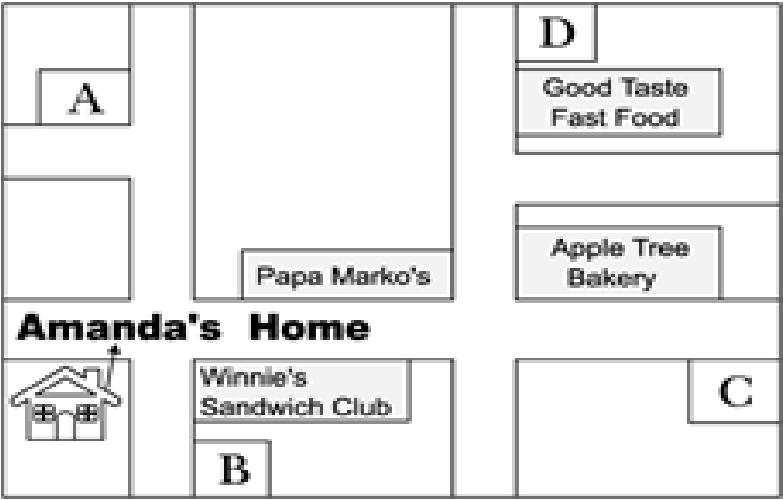 D
Good Taste
Fast Food
A
Apple Tree
Bakery
Papa Marko's
Amanda's Home
Winnie's
Sandwich Club
C
B